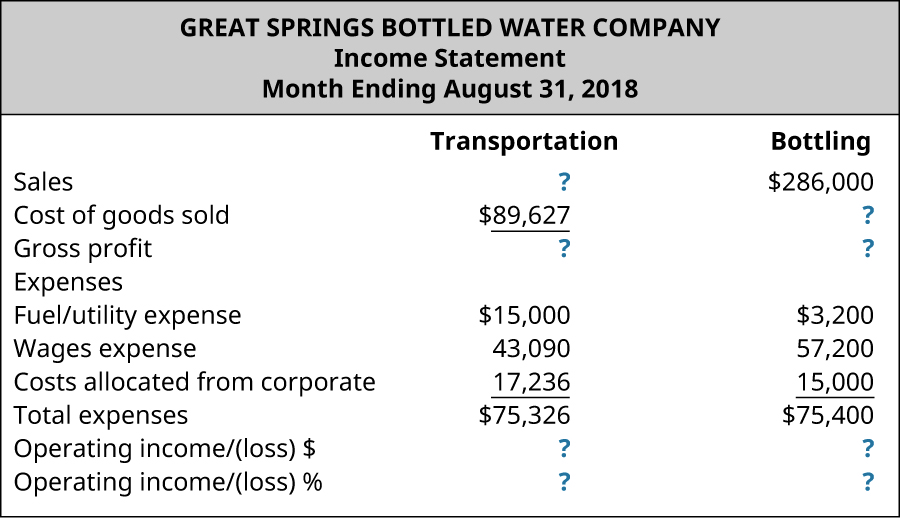 GREAT SPRINGS BOTTLED WATER COMPANY
Income Statement
Month Ending August 31, 2018
Transportation Bottling
Sales ? $286,000
Cost of goods sold $89,627 ?
Gross profit ? ?
Expenses
Fuel/utility expense $15,000 $3,200
Wages expense 43,090 57,200
Costs allocated from corporate 17,236 15,000
Total expenses $75,326 $75,400
Operating income/(loss) $ ? ?
Operating income/(loss) % ? ?